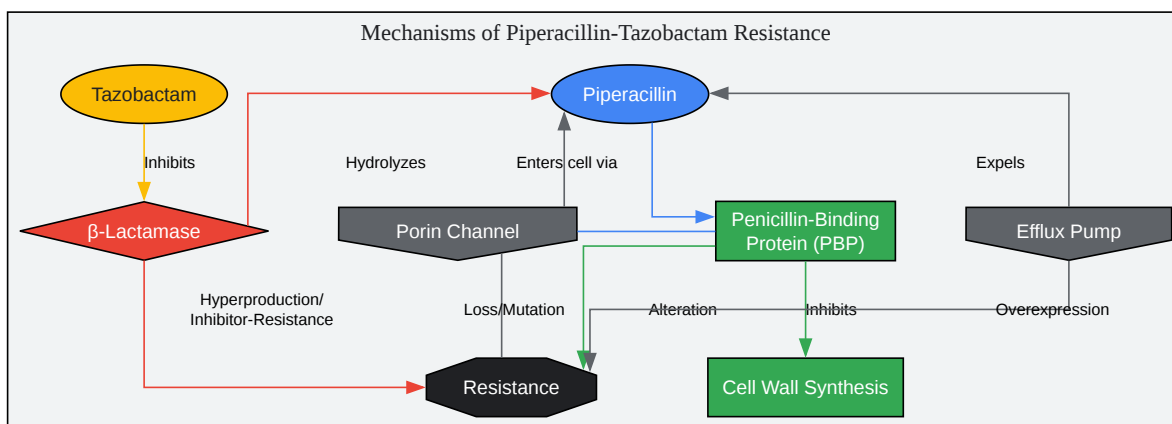 Mechanisms of Piperacillin-Tazobactam Resistance
Tazobactam
Piperacillin
Inhibits
Hydrolyzes
Enters cell via
Expels
β-Lactamase
Porin Channel
Penicillin-Binding
Protein (PBP)
Efflux Pump
Hyperproduction/
Inhibitor-Resistance
Loss/Mutation
Alteration
Inhibits
Overexpression
Resistance
Cell Wall Synthesis